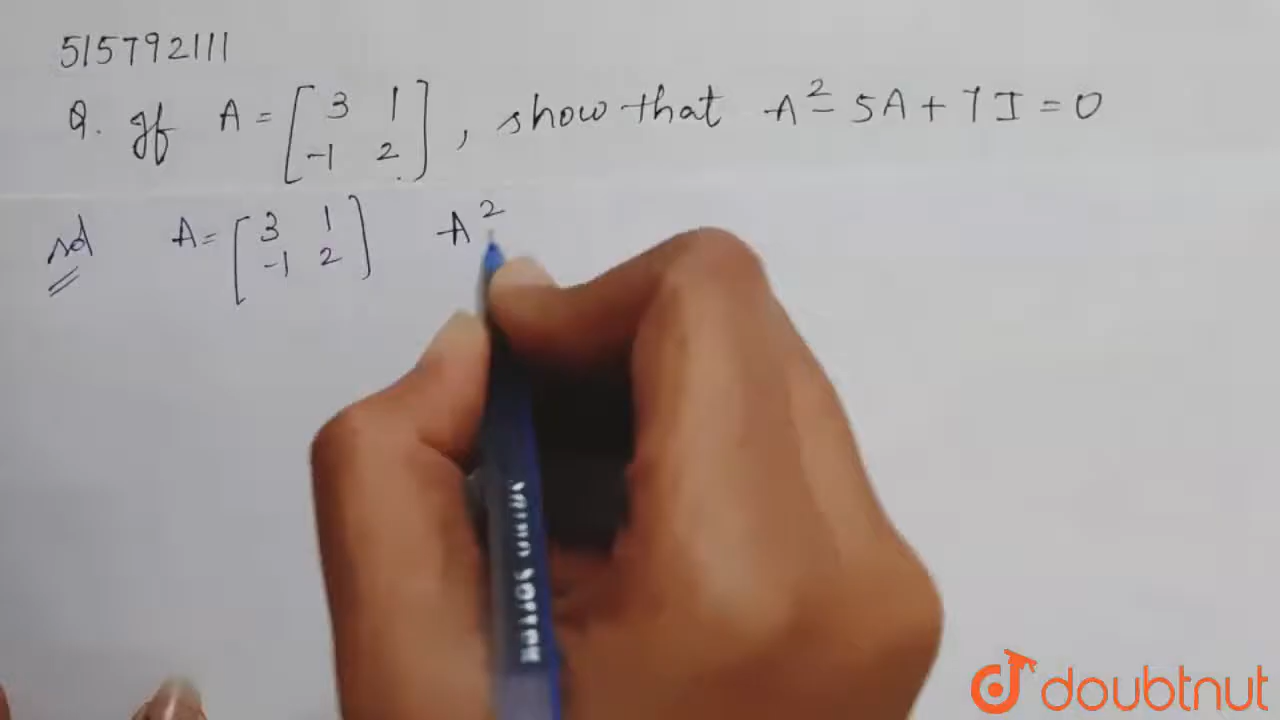 515792111
Q. If A = [3 1 -1 2], show that A² - 5A + 7I = 0
sol A = [3 1 -1 2] A²
doubtnut